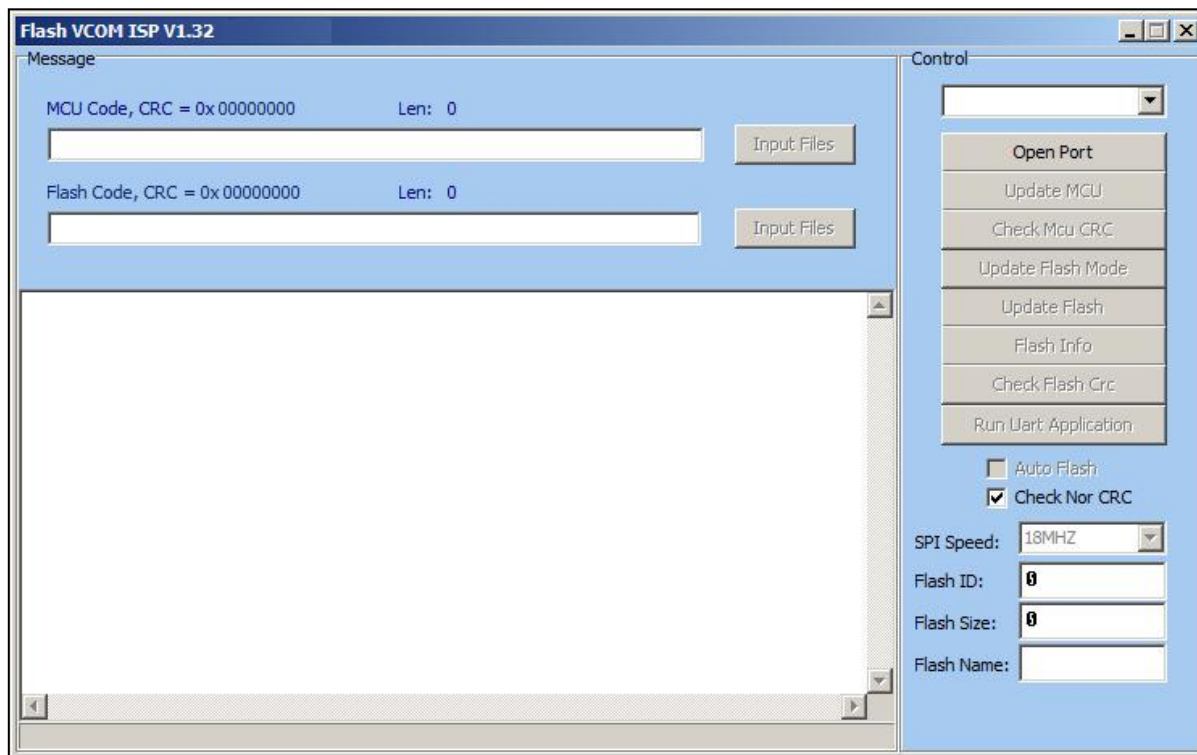 Flash VCOM ISP V1.32
Message
MCU Code, CRC = 0x 00000000 Len: 0
Input Files
Flash Code, CRC = 0x 00000000 Len: 0
Input Files
Control
Open Port
Update MCU
Check Mcu CRC
Update Flash Mode
Update Flash
Flash Info
Check Flash Crc
Run Uart Application
Auto Flash
Check Nor CRC
SPI Speed: 18MHZ
Flash ID: 0
Flash Size: 0
Flash Name: